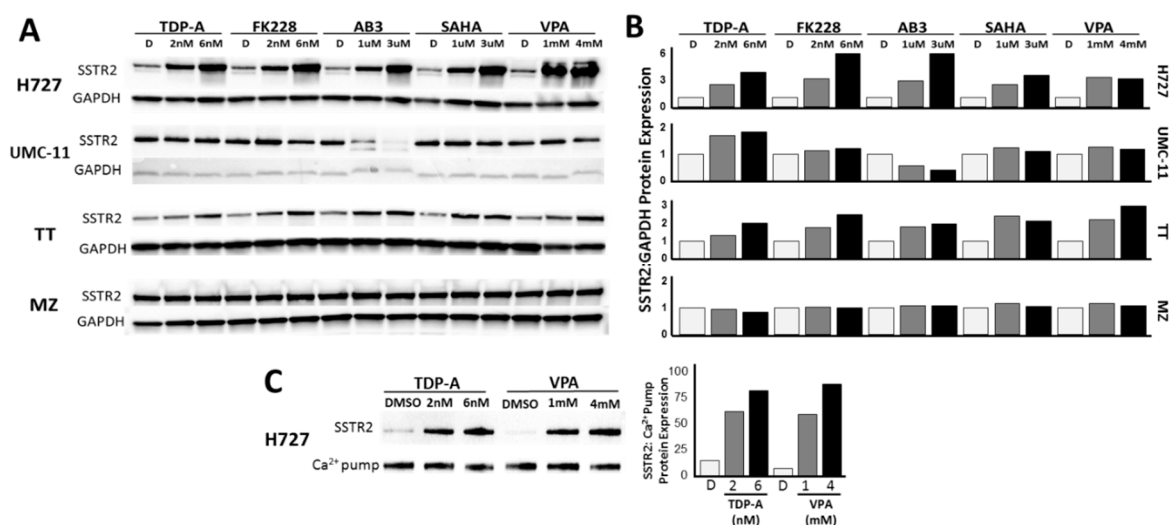 A
TDP-A FK228 AB3 SAHA VPA
D 2nM 6nM D 2nM 6nM D 1uM 3uM D 1uM 3uM D 1mM 4mM
H727
SSTR2
GAPDH
UMC-11
SSTR2
GAPDH
TT
SSTR2
GAPDH
MZ
SSTR2
GAPDH
B
TDP-A FK228 AB3 SAHA VPA
D 2nM 6nM D 2nM 6nM D 1uM 3uM D 1uM 3uM D 1mM 4mM
SSTR2:GAPDH Protein Expression
6
3
0
H727
2
1
0
UMC-11
3
2
1
0
TT
2
1
0
MZ
C
TDP-A VPA
DMSO 2nM 6nM DMSO 1mM 4mM
H727
SSTR2
Ca²⁺ pump
SSTR2: Ca²⁺ Pump
Protein Expression
100
75
50
25
0
D 2 6 D 1 4
TDP-A VPA
(nM) (mM)